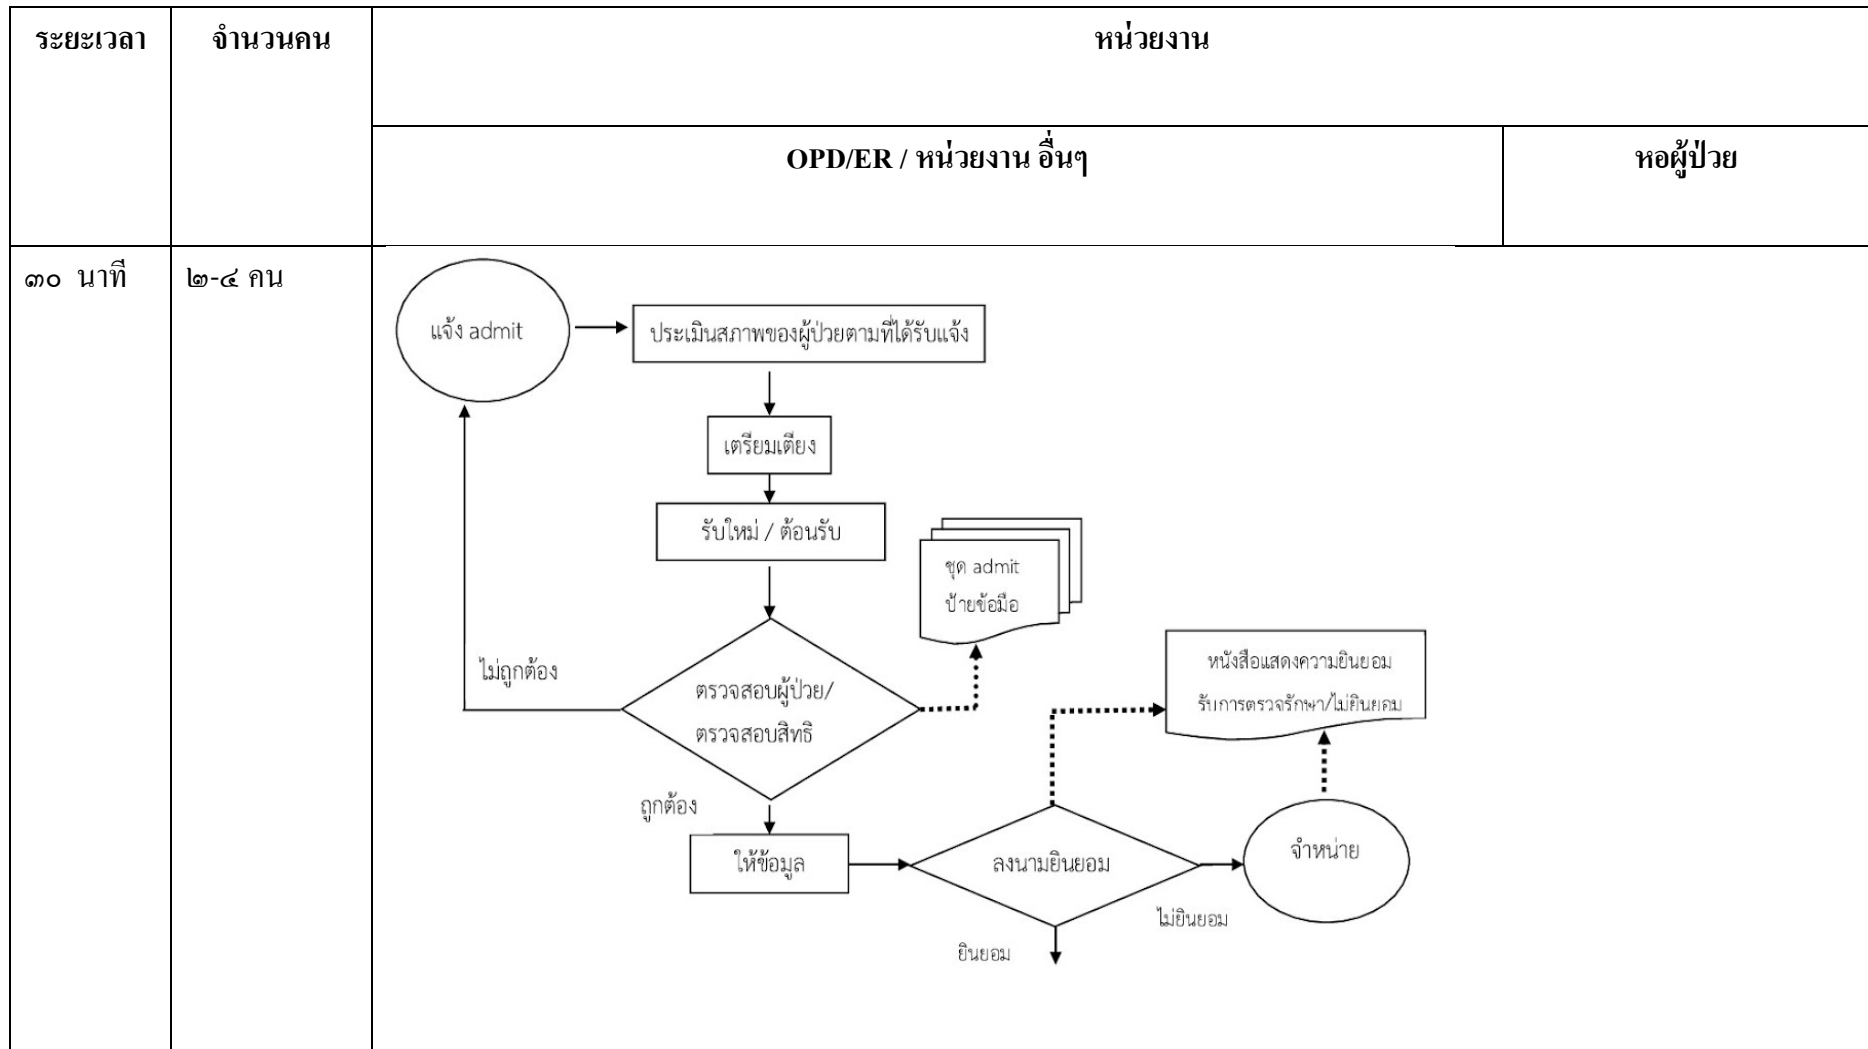 ระยะเวลา
จำนวนคน
หน่วยงาน
OPD/ER / หน่วยงาน อื่นๆ
หอผู้ป่วย
๓๐ นาที
๒-๔ คน
แจ้ง admit
ประเมินสภาพของผู้ป่วยตามที่ได้รับแจ้ง
เตรียมเตียง
รับใหม่ / ต้อนรับ
ชุด admit
ป้ายข้อมือ
ไม่ถูกต้อง
ตรวจสอบผู้ป่วย/
ตรวจสอบสิทธิ
หนังสือแสดงความยินยอม
รับการตรวจรักษา/ไม่ยินยอม
ถูกต้อง
ให้ข้อมูล
ลงนามยินยอม
จำหน่าย
ไม่ยินยอม
ยินยอม